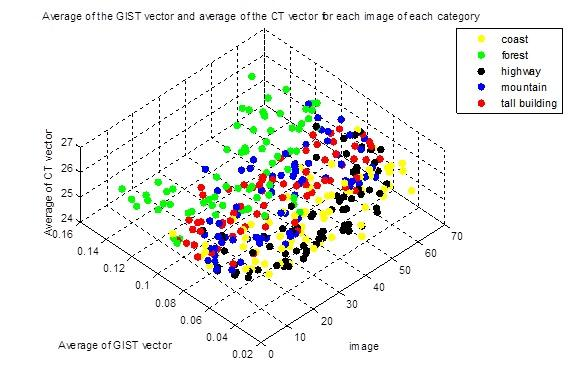 Average of the GIST vector and average of the CT vector for each image of each category
coast
forest
highway
mountain
tall building
Average of CT vector
27
26
25
24
0.16
0.14
0.12
0.1
0.08
0.06
0.04
0.02
Average of GIST vector
0
10
20
30
40
50
60
70
image